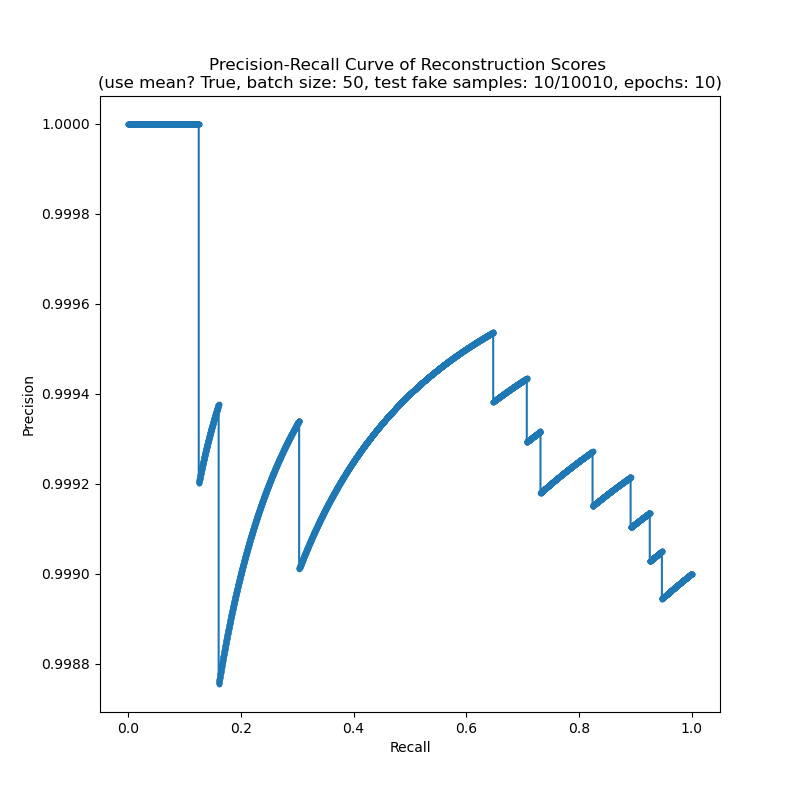 Precision-Recall Curve of Reconstruction Scores
(use mean? True, batch size: 50, test fake samples: 10/10010, epochs: 10)
1.0000
0.9998
0.9996
0.9994
0.9992
0.9990
0.9988
Precision
0.0 0.2 0.4 0.6 0.8 1.0
Recall